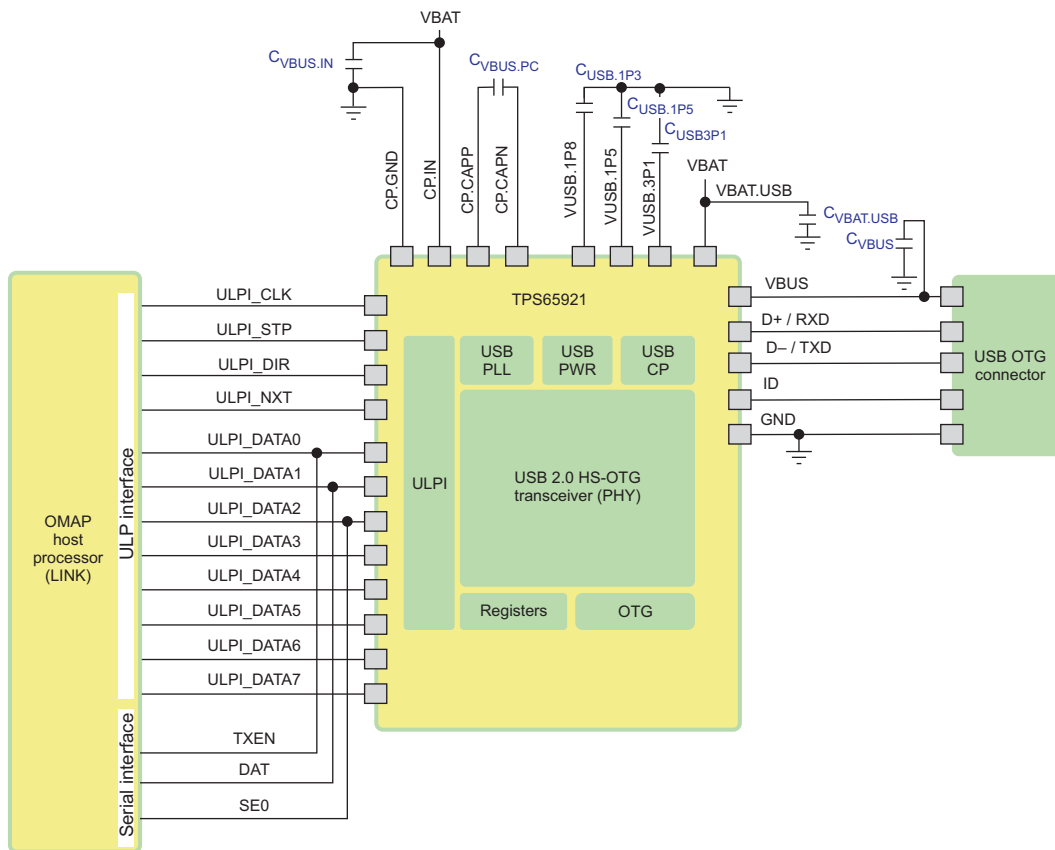 VBAT
CVBUS.IN
CVBUS.PC
CUSB.1P3
CUSB.1P5
CUSB3P1
CP.GND
CP.IN
CP.CAPP
CP.CAPN
VUSB.1P8
VUSB.1P5
VUSB.3P1
VBAT
VBAT.USB
CVBAT.USB
CVBUS
TPS65921
USB
PLL
USB
PWR
USB
CP
ULPI
USB 2.0 HS-OTG
transceiver (PHY)
Registers
OTG
VBUS
D+ / RXD
D– / TXD
ID
GND
USB OTG
connector
OMAP
host
processor
(LINK)
ULP interface
Serial interface
ULPI_CLK
ULPI_STP
ULPI_DIR
ULPI_NXT
ULPI_DATA0
ULPI_DATA1
ULPI_DATA2
ULPI_DATA3
ULPI_DATA4
ULPI_DATA5
ULPI_DATA6
ULPI_DATA7
TXEN
DAT
SE0